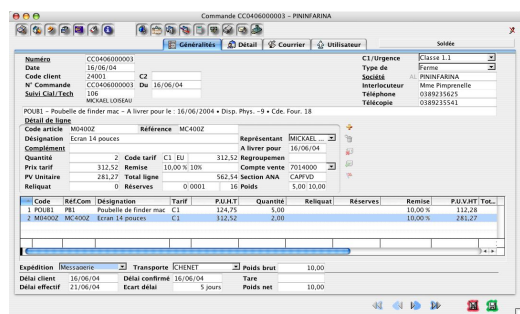 Commande CC0406000003 - PININFARINA
Généralités Détail Courrier Utilisateur Soldée
Numéro CC0406000003 C1/Urgence Classe 1.1
Date 16/06/04 Type de Ferme
Code client 24001 C2 Société AL PININFARINA
N° Commande CC0406000003 Du 16/06/04 Interlocuteur Mme Pimprenelle
Suivi Cial/Tech 106 Téléphone 0389235625
MICKAEL LOISEAU Télécopie 0389235541
POUB1 - Poubelle de finder mac - A livrer pour le : 16/06/2004 • Disp. Phys. -9 • Cde. Four. 18
Détail de ligne
Code article M0400Z Référence MC400Z
Désignation Ecran 14 pouces Représentant MICKAEL ...
Complément A livrer pour 16/06/04
Quantité 2 Code tarif C1 EU 312,52 Regroupemen
Prix tarif 312,52 Remise 10,00 % 10% Compte vente 7014000
PV Unitaire 281,27 Total ligne 562,54 Section ANA CAPFVD
Reliquat 0 Réserves 0 0001 16 Poids 5,00 10,00
Code Réf.Com Désignation Tarif P.U.H.T Quantité Reliquat Réserves Remise P.U.V.HT Tot...
1 POUB1 PB1 Poubelle de finder mac C1 124,75 5,00 10,00 % 112,28
2 M0400Z MC400Z Ecran 14 pouces C1 312,52 2,00 10,00 % 281,27
Expédition Messagerie Transporte CHENET Poids brut 10,00
Délai client 16/06/04 Délai confirmé 16/06/04 Tare
Délai effectif 21/06/04 Ecart délai 5 jours Poids net 10,00